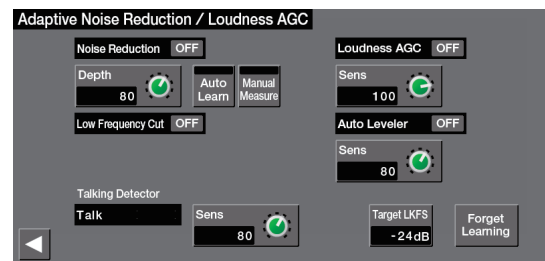 Adaptive Noise Reduction / Loudness AGC
Noise Reduction OFF
Loudness AGC OFF
Depth
80
Auto
Learn
Manual
Measure
Sens
100
Low Frequency Cut OFF
Auto Leveler OFF
Sens
80
Talking Detector
Talk
Sens
80
Target LKFS
-24dB
Forget
Learning